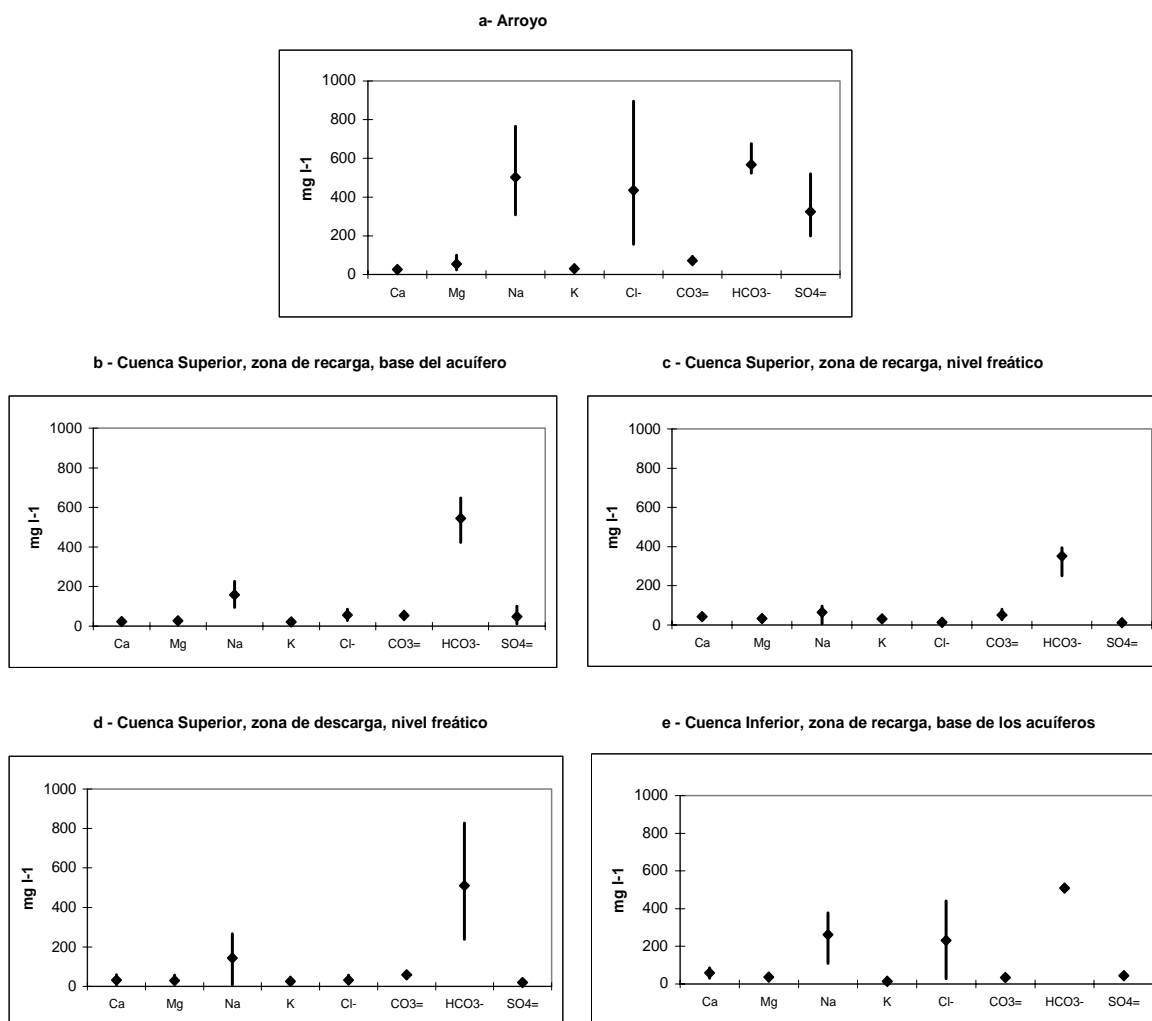 a- Arroyo
mg l-1
1000
800
600
400
200
0
Ca Mg Na K Cl- CO3= HCO3- SO4=
b - Cuenca Superior, zona de recarga, base del acuífero
mg l-1
1000
800
600
400
200
0
Ca Mg Na K Cl- CO3= HCO3- SO4=
c - Cuenca Superior, zona de recarga, nivel freático
mg l-1
1000
800
600
400
200
0
Ca Mg Na K Cl- CO3= HCO3- SO4=
d - Cuenca Superior, zona de descarga, nivel freático
mg l-1
1000
800
600
400
200
0
Ca Mg Na K Cl- CO3= HCO3- SO4=
e - Cuenca Inferior, zona de recarga, base de los acuíferos
mg l-1
1000
800
600
400
200
0
Ca Mg Na K Cl- CO3= HCO3- SO4=